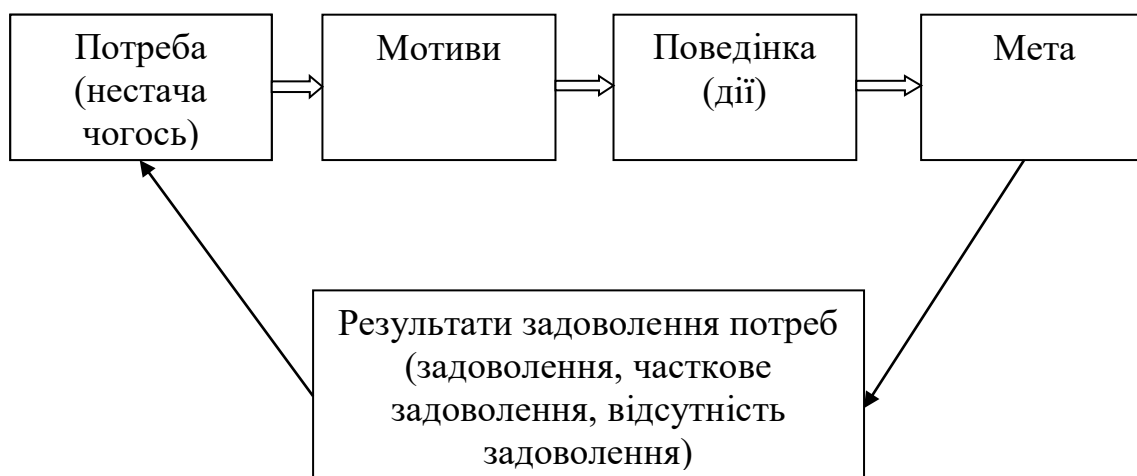 Потреба
(нестача
чогось)
Мотиви
Поведінка
(дії)
Мета
Результати задоволення потреб
(задоволення, часткове
задоволення, відсутність
задоволення)